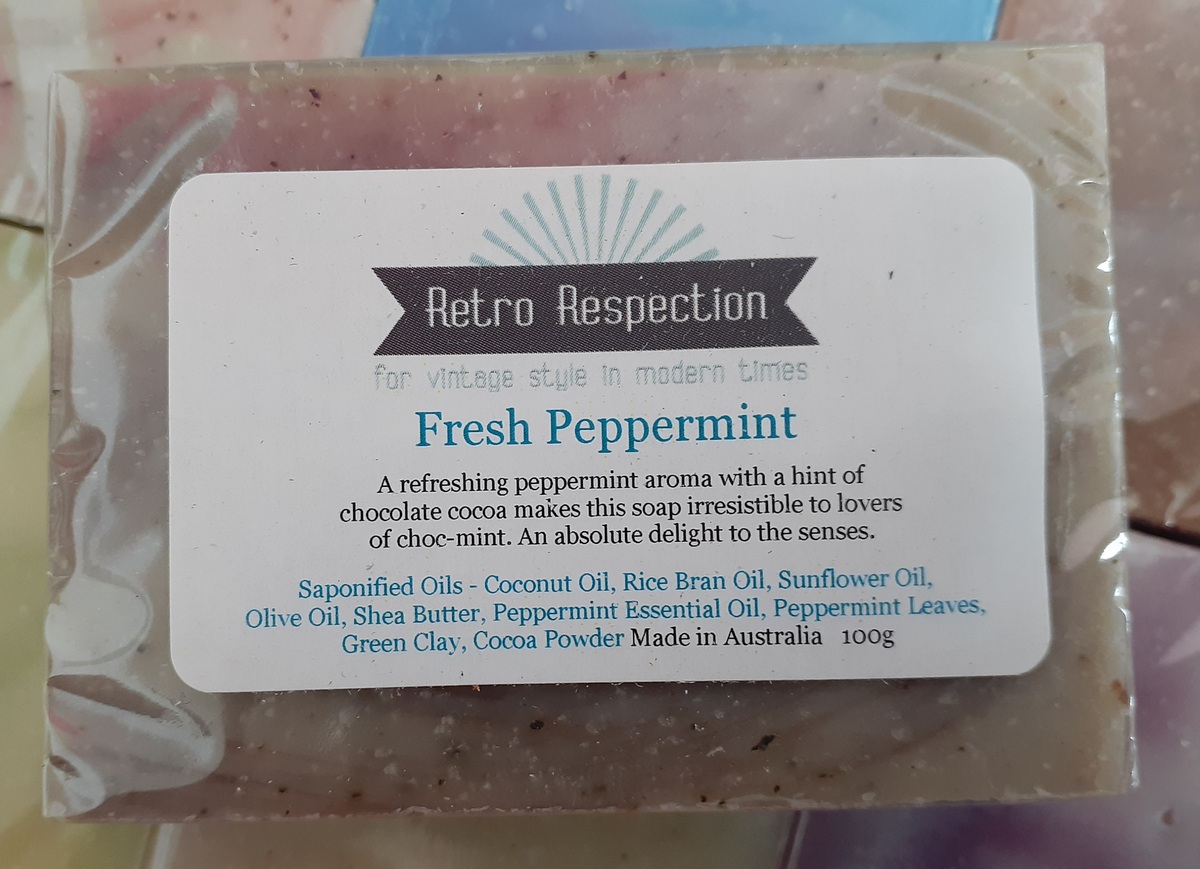 Retro Respection
for vintage style in modern times
Fresh Peppermint
A refreshing peppermint aroma with a hint of
chocolate cocoa makes this soap irresistible to lovers
of choc-mint. An absolute delight to the senses.
Saponified Oils - Coconut Oil, Rice Bran Oil, Sunflower Oil,
Olive Oil, Shea Butter, Peppermint Essential Oil, Peppermint Leaves,
Green Clay, Cocoa Powder Made in Australia 100g